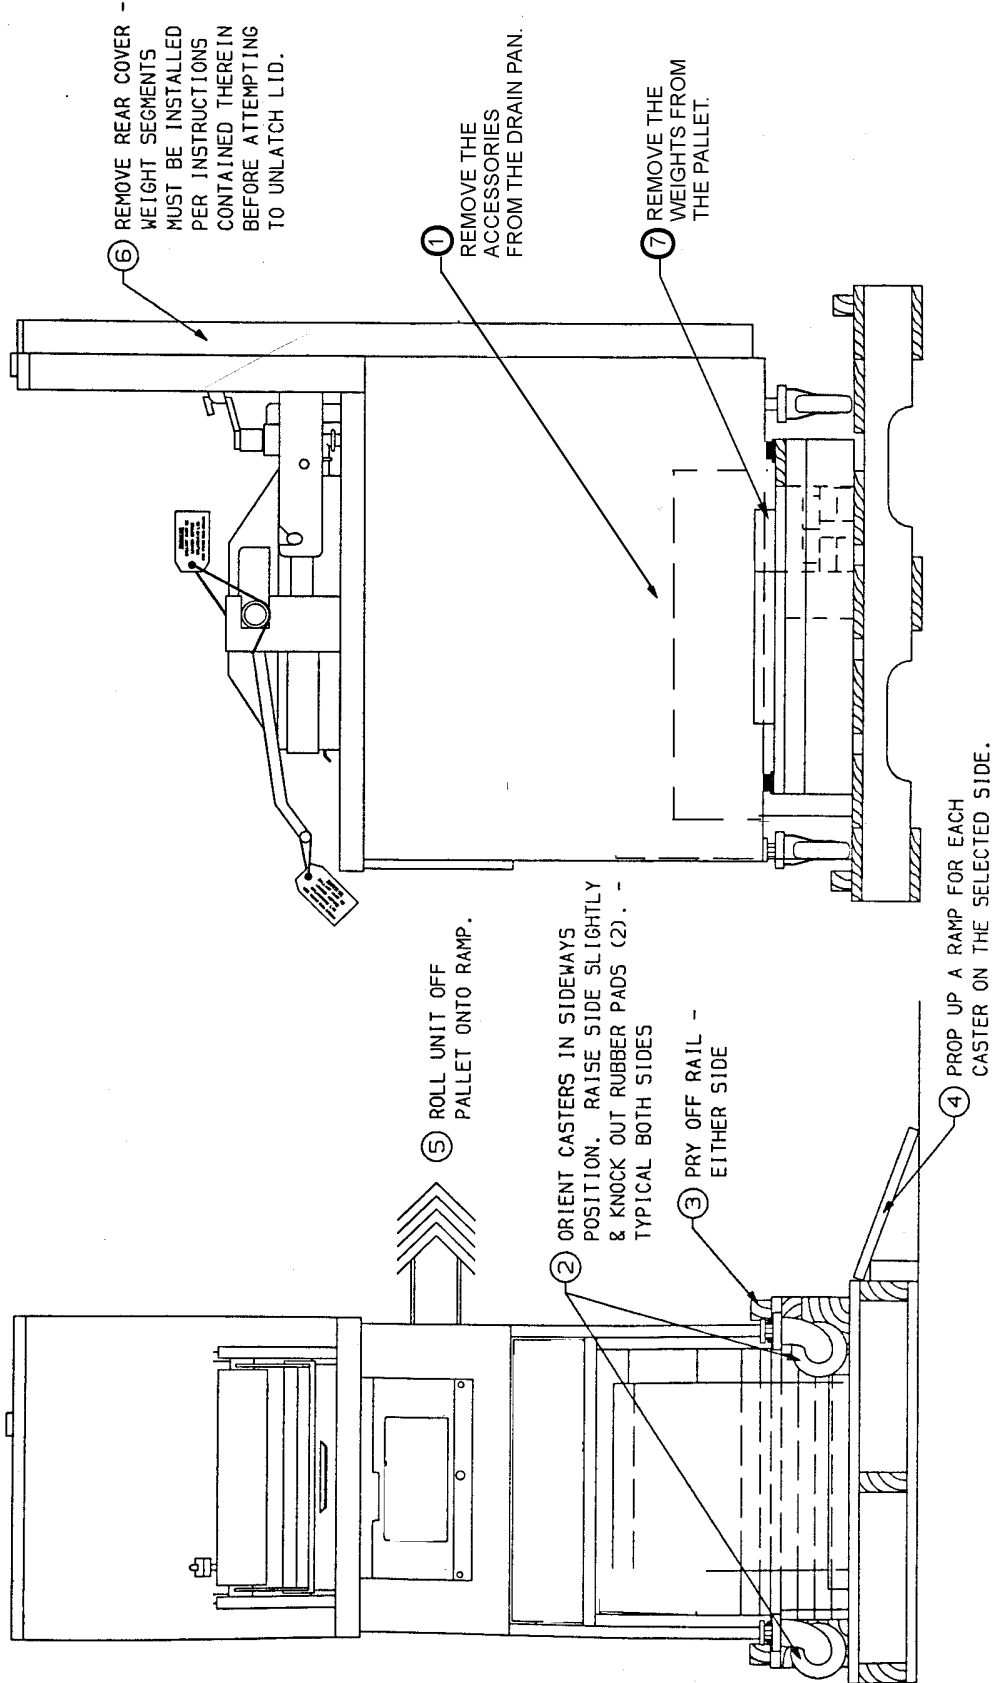 6 REMOVE REAR COVER -
WEIGHT SEGMENTS
MUST BE INSTALLED
PER INSTRUCTIONS
CONTAINED THEREIN
BEFORE ATTEMPTING
TO UNLATCH LID.
1
REMOVE THE
ACCESSORIES
FROM THE DRAIN PAN.
7 REMOVE THE
WEIGHTS FROM
THE PALLET.
5 ROLL UNIT OFF
PALLET ONTO RAMP.
2 ORIENT CASTERS IN SIDEWAYS
POSITION. RAISE SIDE SLIGHTLY
& KNOCK OUT RUBBER PADS (2). -
TYPICAL BOTH SIDES
3 PRY OFF RAIL -
EITHER SIDE
4 PROP UP A RAMP FOR EACH
CASTER ON THE SELECTED SIDE.